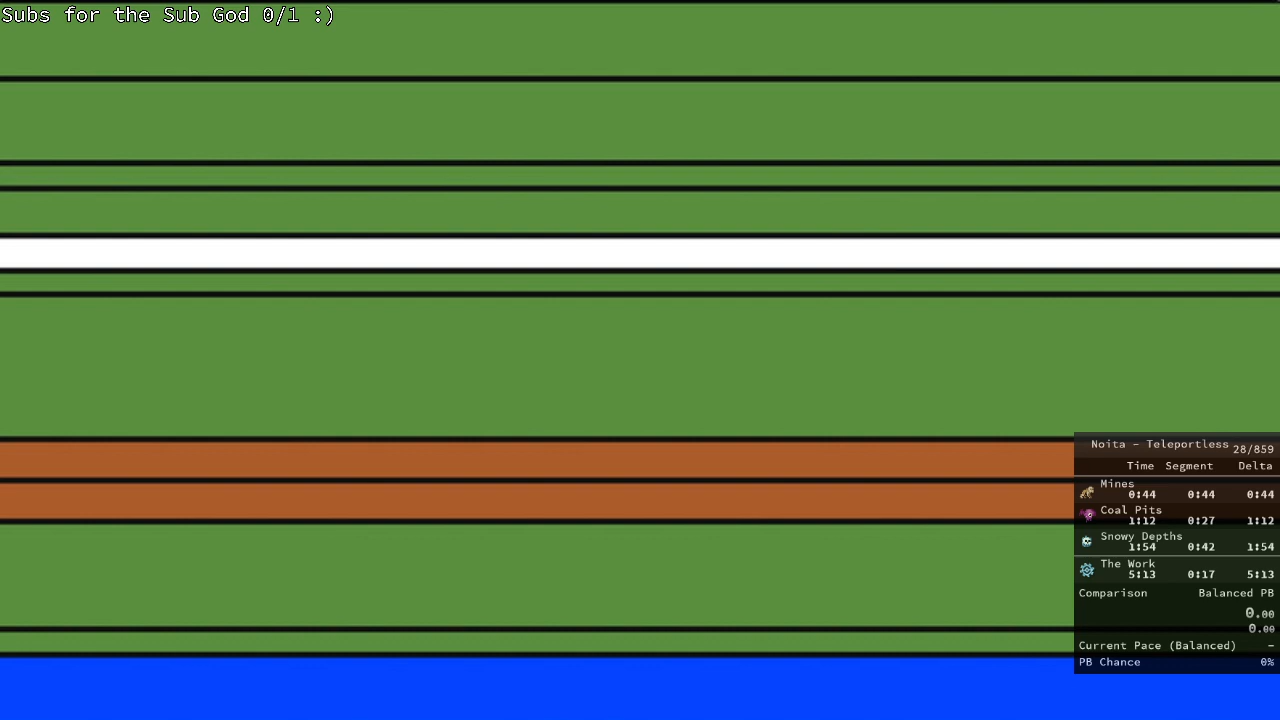 Subs for the Sub God 0/1 :)
Noita - Teleportless 28/859
Time Segment Delta
Mines
0:44 0:44 0:44
Coal Pits
1:12 0:27 1:12
Snowy Depths
1:54 0:42 1:54
The Work
5:13 0:17 5:13
Comparison Balanced PB
0.00
0.00
Current Pace (Balanced) -
PB Chance 0%